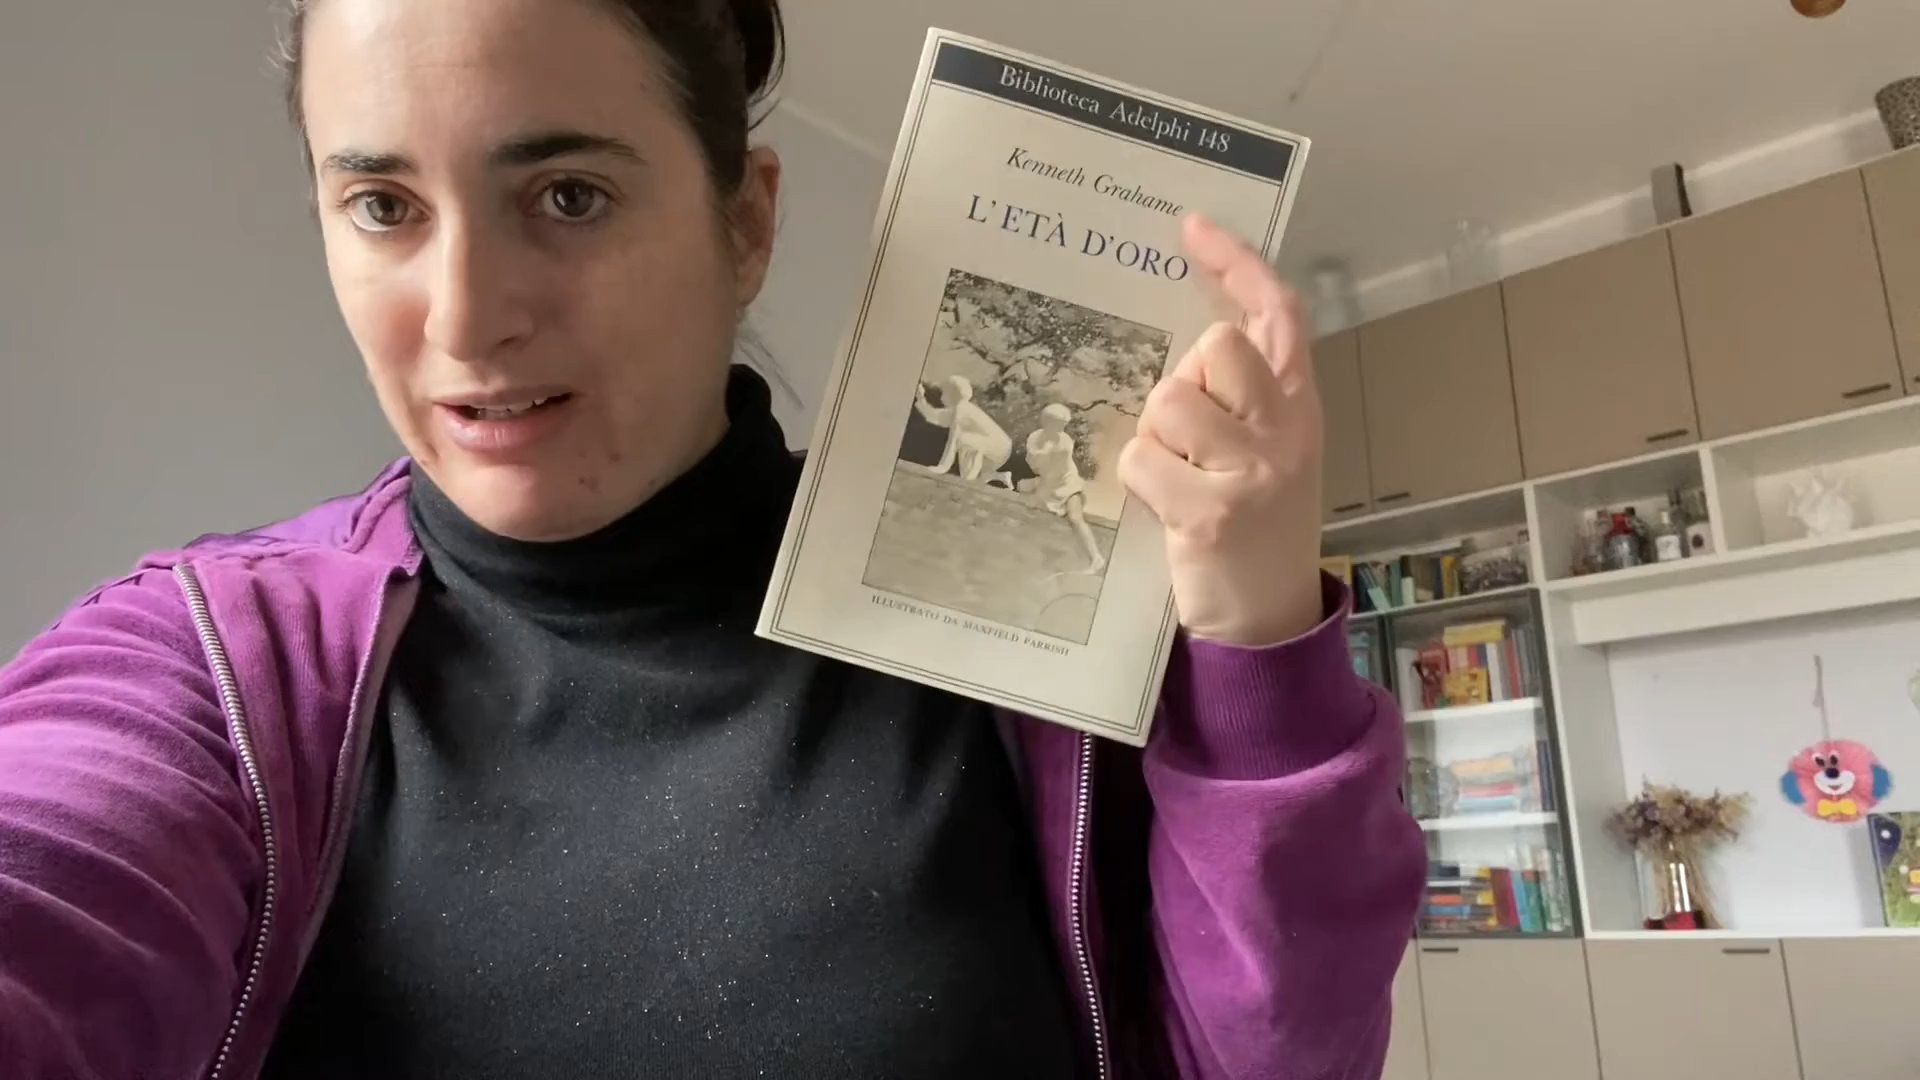 Biblioteca Adelphi 148
Kenneth Grahame
L'ETÀ D'ORO
ILLUSTRATO DA MAXFIELD PARRISH